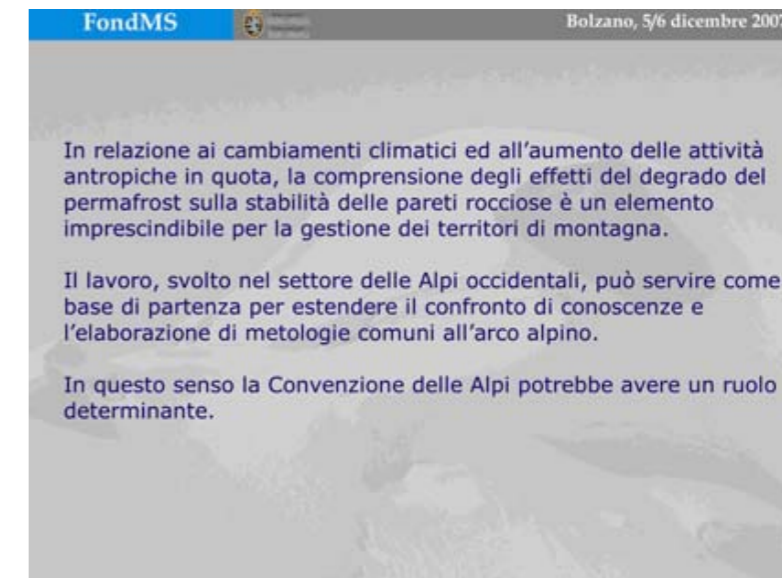 FondMS
Bolzano, 5/6 dicembre 2007
In relazione ai cambiamenti climatici ed all'aumento delle attività
antropiche in quota, la comprensione degli effetti del degrado del
permafrost sulla stabilità delle pareti rocciose è un elemento
imprescindibile per la gestione dei territori di montagna.
Il lavoro, svolto nel settore delle Alpi occidentali, può servire come
base di partenza per estendere il confronto di conoscenze e
l'elaborazione di metologie comuni all'arco alpino.
In questo senso la Convenzione delle Alpi potrebbe avere un ruolo
determinante.